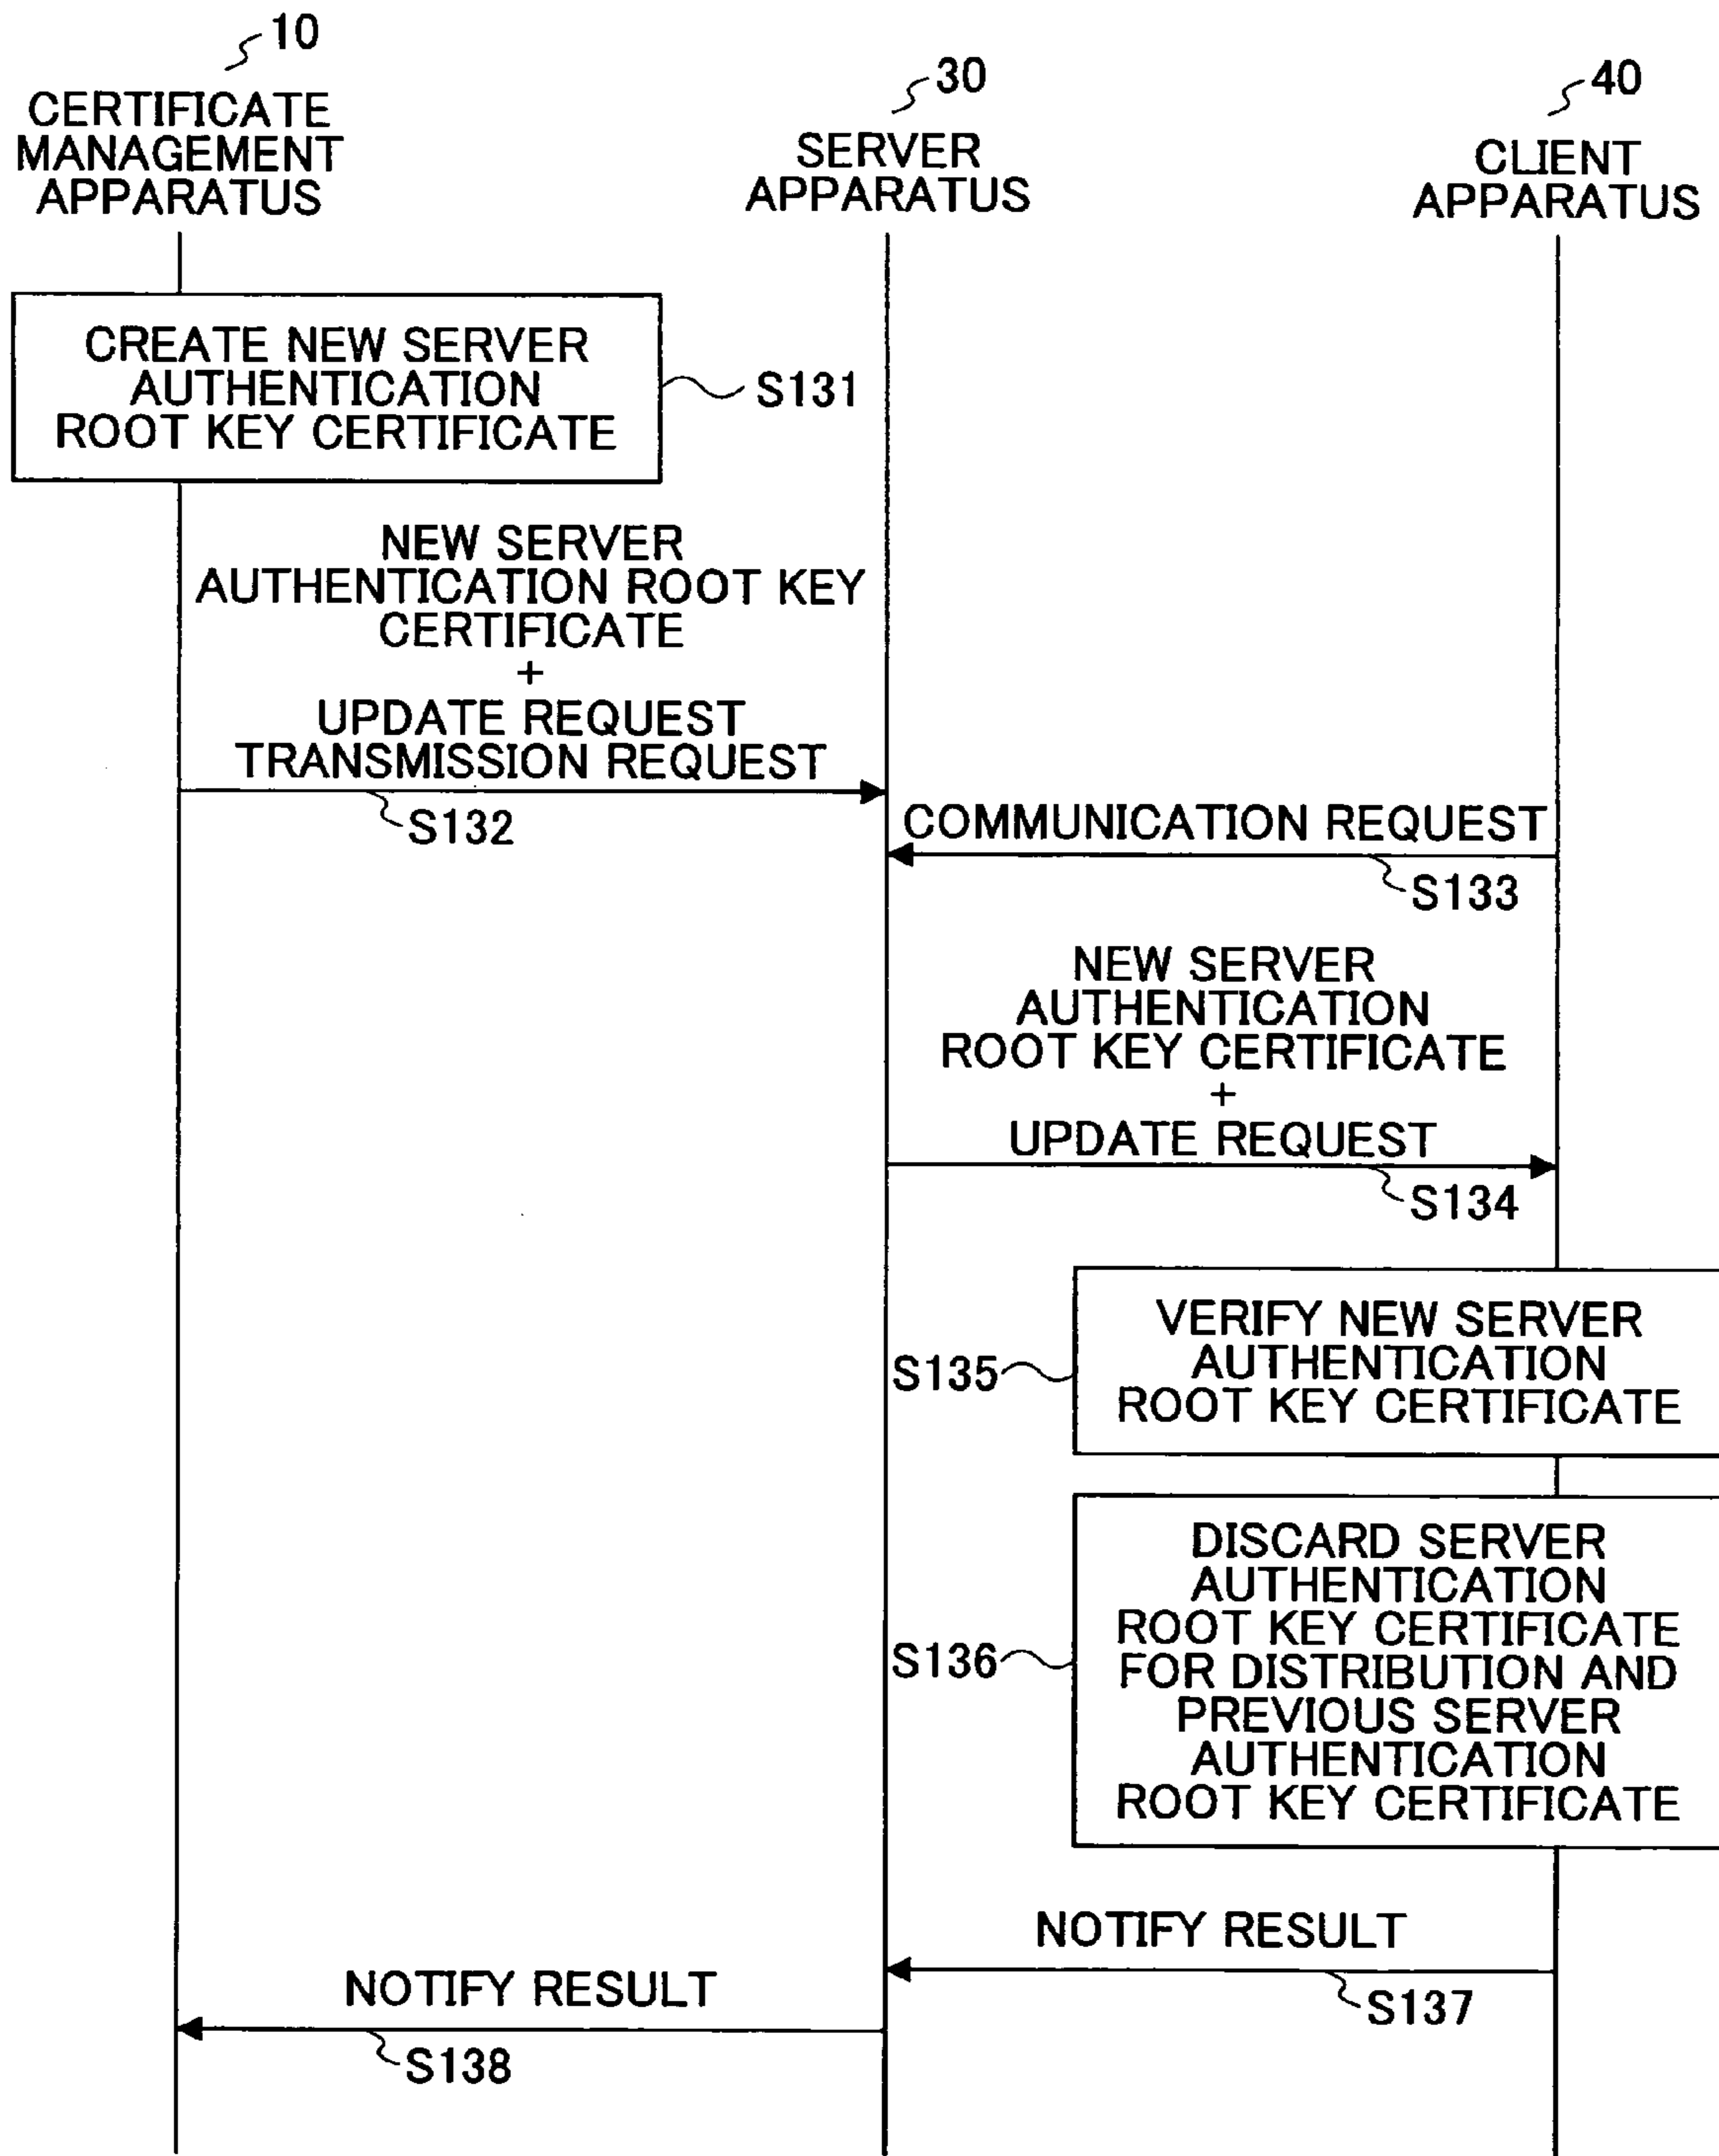 10
CERTIFICATE
MANAGEMENT
APPARATUS
30
SERVER
APPARATUS
40
CLIENT
APPARATUS
CREATE NEW SERVER
AUTHENTICATION
ROOT KEY CERTIFICATE
S131
NEW SERVER
AUTHENTICATION ROOT KEY
CERTIFICATE
+
UPDATE REQUEST
TRANSMISSION REQUEST
S132
COMMUNICATION REQUEST
S133
NEW SERVER
AUTHENTICATION
ROOT KEY CERTIFICATE
+
UPDATE REQUEST
S134
VERIFY NEW SERVER
AUTHENTICATION
ROOT KEY CERTIFICATE
S135
DISCARD SERVER
AUTHENTICATION
ROOT KEY CERTIFICATE
FOR DISTRIBUTION AND
PREVIOUS SERVER
AUTHENTICATION
ROOT KEY CERTIFICATE
S136
NOTIFY RESULT
S137
NOTIFY RESULT
S138